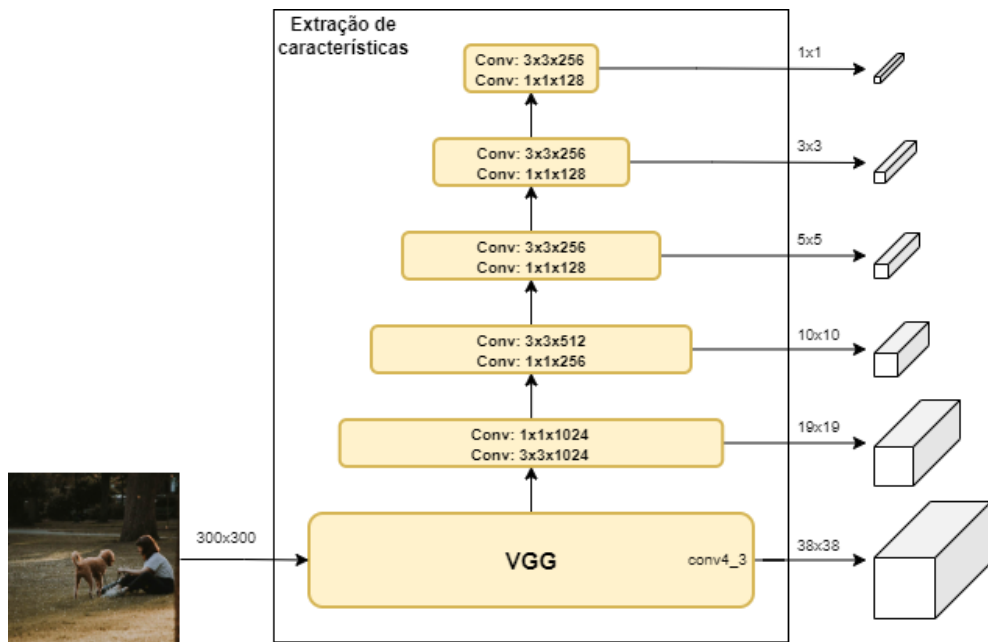 Extração de
características
Conv: 3x3x256
Conv: 1x1x128
1x1
Conv: 3x3x256
Conv: 1x1x128
3x3
Conv: 3x3x256
Conv: 1x1x128
5x5
Conv: 3x3x512
Conv: 1x1x256
10x10
Conv: 1x1x1024
Conv: 3x3x1024
19x19
300x300
VGG
conv4_3
38x38